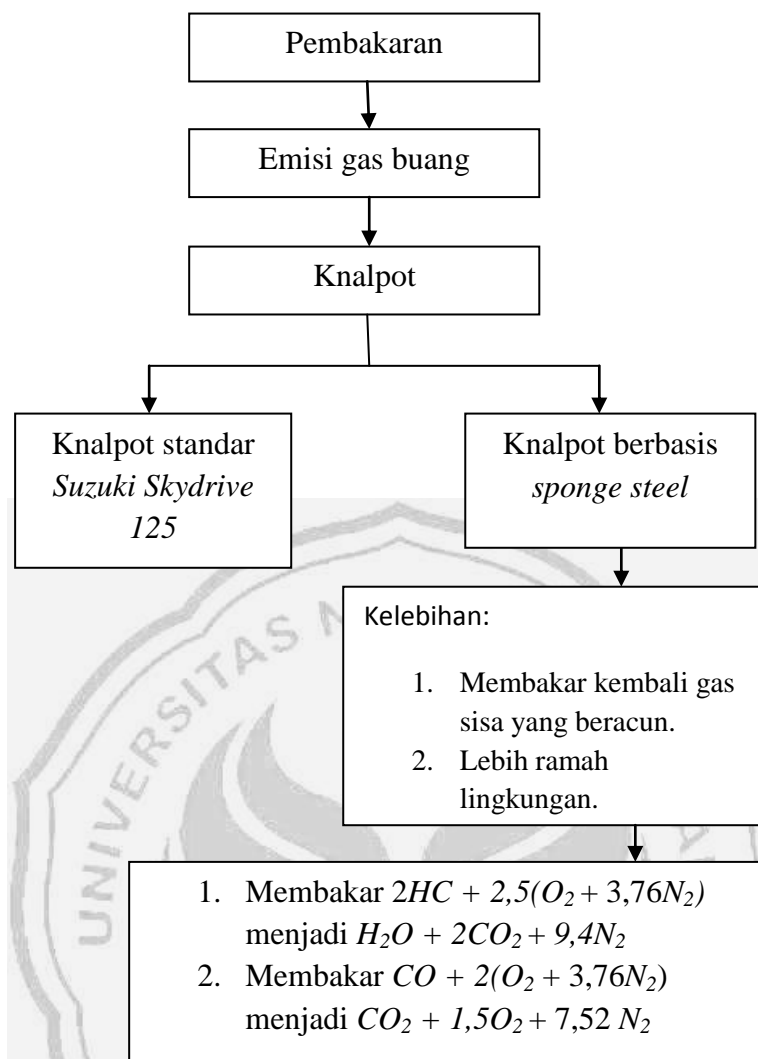 Pembakaran
Emisi gas buang
Knalpot
Knalpot standar
Suzuki Skydrive
125
Knalpot berbasis
sponge steel
Kelebihan:
1. Membakar kembali gas
sisa yang beracun.
2. Lebih ramah
lingkungan.
1. Membakar 2HC + 2,5(O₂ + 3,76N₂)
menjadi H₂O + 2CO₂ + 9,4N₂
2. Membakar CO + 2(O₂ + 3,76N₂)
menjadi CO₂ + 1,5O₂ + 7,52 N₂
UNIVERSITAS